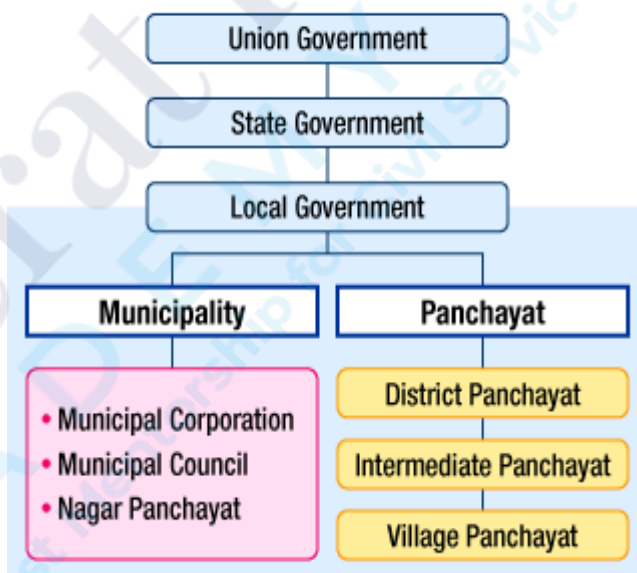 Union Government
State Government
Local Government
Municipality
Panchayat
• Municipal Corporation
• Municipal Council
• Nagar Panchayat
District Panchayat
Intermediate Panchayat
Village Panchayat